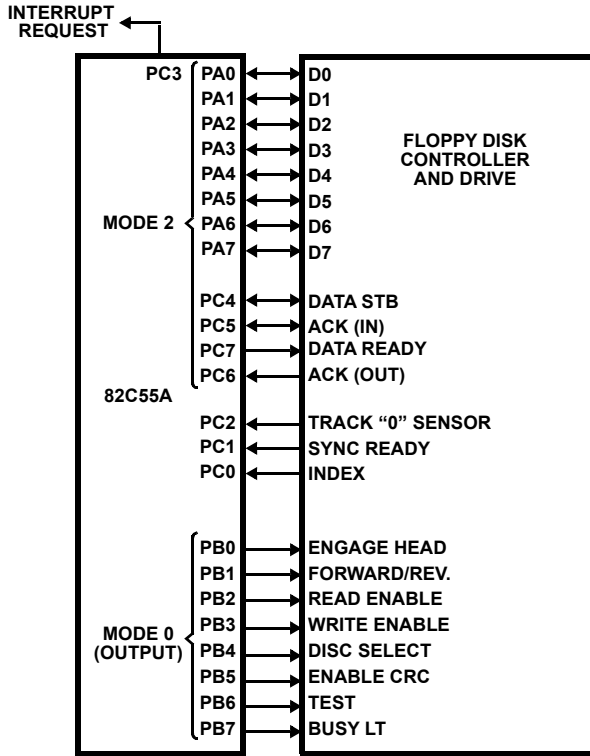 INTERRUPT
REQUEST
PC3 PA0 D0
PA1 D1
PA2 D2
PA3 D3
PA4 D4
PA5 D5
PA6 D6
PA7 D7
FLOPPY DISK
CONTROLLER
AND DRIVE
MODE 2
PC4 DATA STB
PC5 ACK (IN)
PC7 DATA READY
PC6 ACK (OUT)
82C55A
PC2 TRACK “0” SENSOR
PC1 SYNC READY
PC0 INDEX
PB0 ENGAGE HEAD
PB1 FORWARD/REV.
PB2 READ ENABLE
PB3 WRITE ENABLE
PB4 DISC SELECT
PB5 ENABLE CRC
PB6 TEST
PB7 BUSY LT
MODE 0
(OUTPUT)